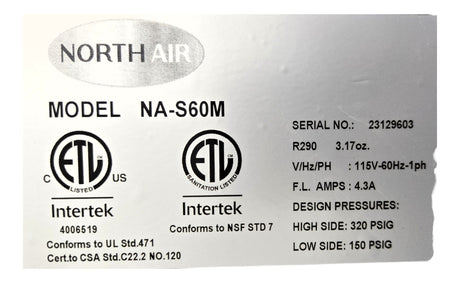 NORTH AIR
MODEL NA-S60M
SERIAL NO.: 23129603
R290 3.17oz.
V/Hz/PH : 115V-60Hz-1ph
F.L. AMPS : 4.3A
DESIGN PRESSURES:
HIGH SIDE: 320 PSIG
LOW SIDE: 150 PSIG
ETL
C LISTED US
Intertek
4006519
Conforms to UL Std.471
Cert.to CSA Std.C22.2 NO.120
ETL
SANITATION LISTED
Intertek
Conforms to NSF STD 7